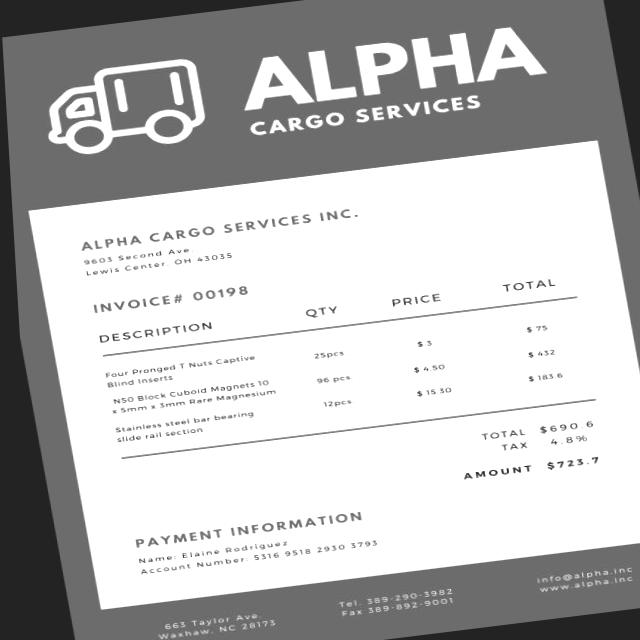 ALPHA
CARGO SERVICES
ALPHA CARGO SERVICES INC.
9603 Second Ave.
Lewis Center OH 43035
INVOICE# 00198
DESCRIPTION QTY PRICE TOTAL
Four Pronged T Nuts Captive
Blind Inserts
25pcs $ 3 $ 75
N50 Block Cuboid Magnets 10
x 5mm x 3mm Rare Magnesium
96 pcs $ 4.50 $ 432
Stainless steel bar bearing
slide rail section
12pcs $ 15 30 $ 183.6
TOTAL $690 6
TAX 4.8%
AMOUNT $723.7
PAYMENT INFORMATION
Name: Elaine Rodriguez
Account Number: 5316 9518 2930 3793
663 Taylor Ave.
Waxhaw, NC 28173
Tel. 389-290-3982
Fax 389-892-9001
info@alpha.inc
www.alpha.inc